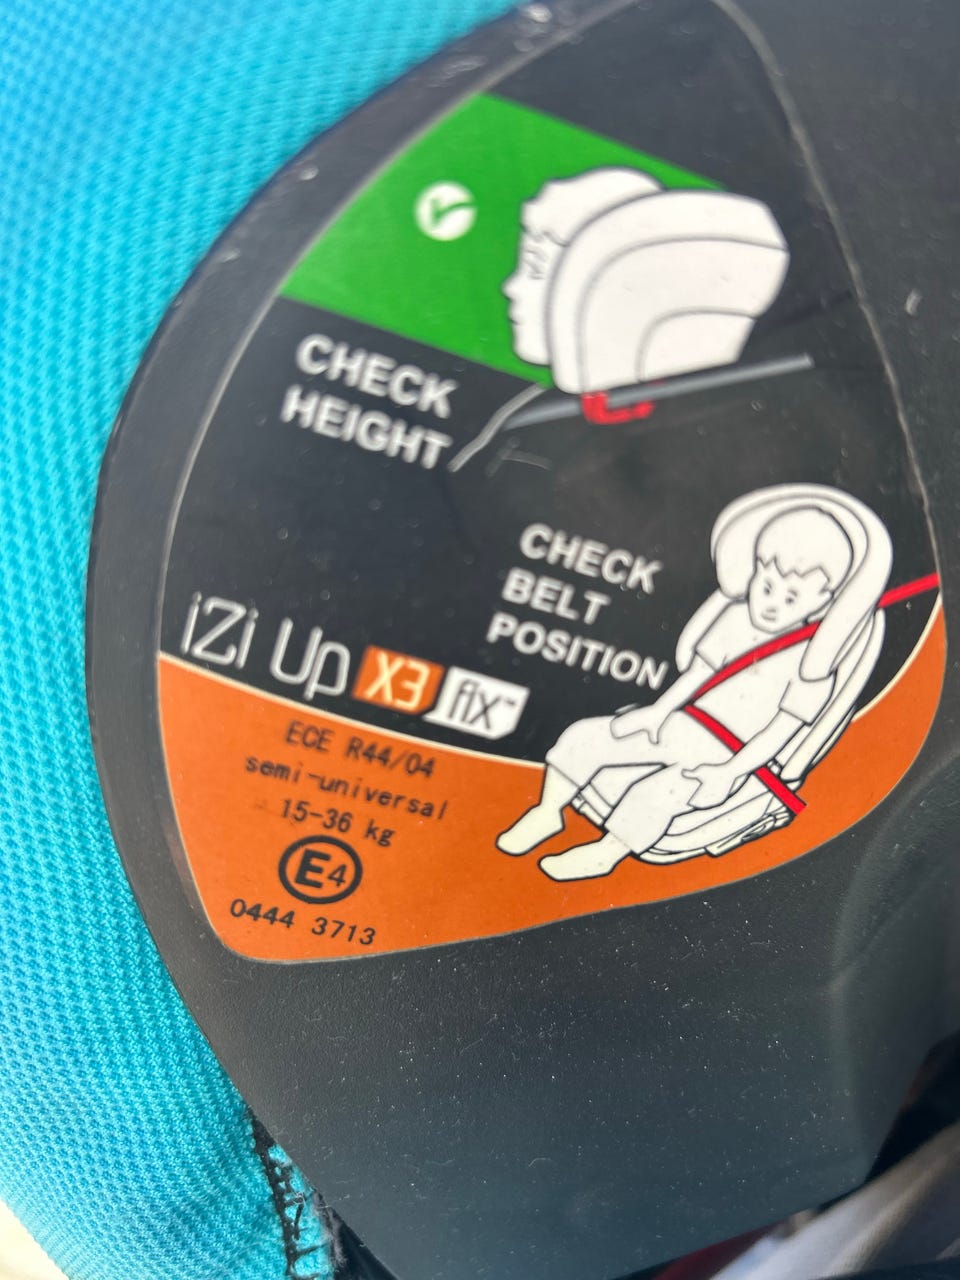 CHECK
HEIGHT
CHECK
BELT
POSITION
iZi Up X3 fix™
ECE R44/04
semi-universal
15-36 kg
E4
0444 3713